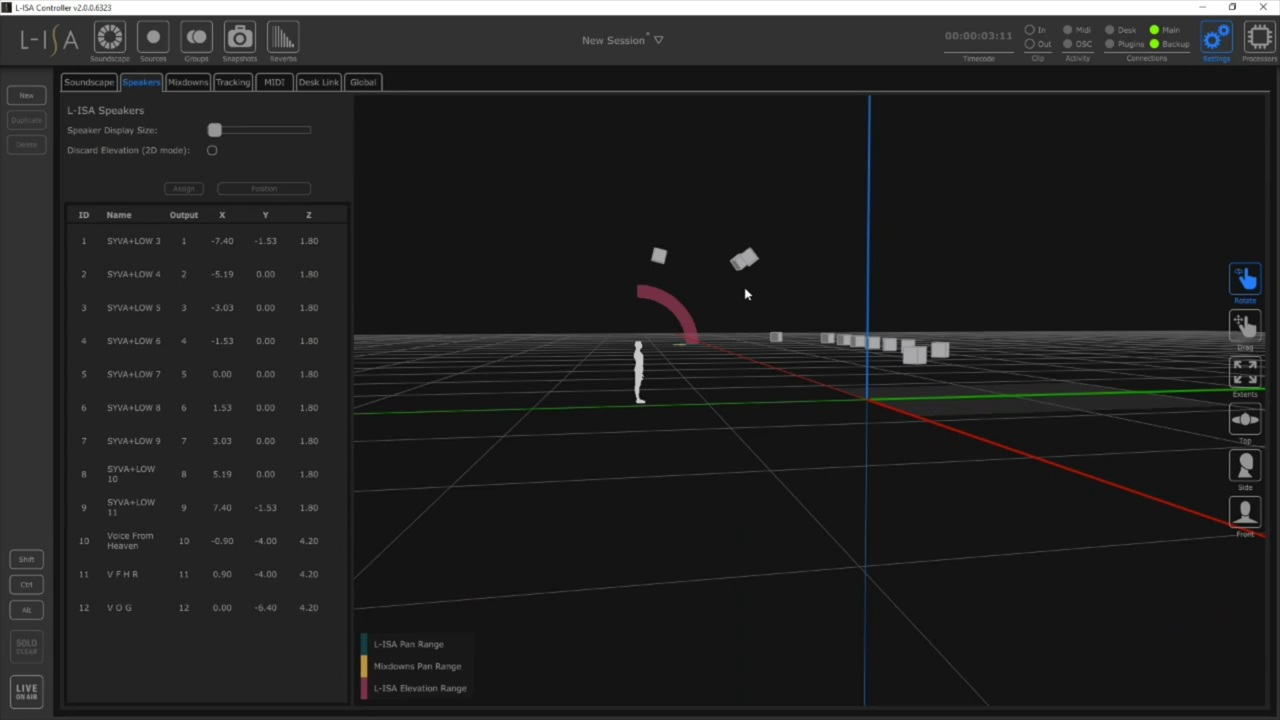 L-ISA Controller v2.0.0.6323
L-ISA
Soundscape Sources Groups Snapshots Reverbs
New Session* ▽
00:00:03:11
Timecode
In
Out
Clip
Midi
OSC
Activity
Desk
Plugins
Main
Backup
Connections
Settings
Processors
Soundscape Speakers Mixdowns Tracking MIDI Desk Link Global
New
Duplicate
Delete
L-ISA Speakers
Speaker Display Size:
Discard Elevation (2D mode):
Assign Position
ID Name Output X Y Z
1 SYVA+LOW 3 1 -7.40 -1.53 1.80
2 SYVA+LOW 4 2 -5.19 0.00 1.80
3 SYVA+LOW 5 3 -3.03 0.00 1.80
4 SYVA+LOW 6 4 -1.53 0.00 1.80
5 SYVA+LOW 7 5 0.00 0.00 1.80
6 SYVA+LOW 8 6 1.53 0.00 1.80
7 SYVA+LOW 9 7 3.03 0.00 1.80
8 SYVA+LOW 10 8 5.19 0.00 1.80
9 SYVA+LOW 11 9 7.40 -1.53 1.80
10 Voice From Heaven 10 -0.90 -4.00 4.20
11 V F H R 11 0.90 -4.00 4.20
12 V O G 12 0.00 -6.40 4.20
Rotate
Drag
Extents
Top
Side
Front
Shift
Ctrl
Alt
SOLO
CLEAR
LIVE
ON AIR
L-ISA Pan Range
Mixdowns Pan Range
L-ISA Elevation Range